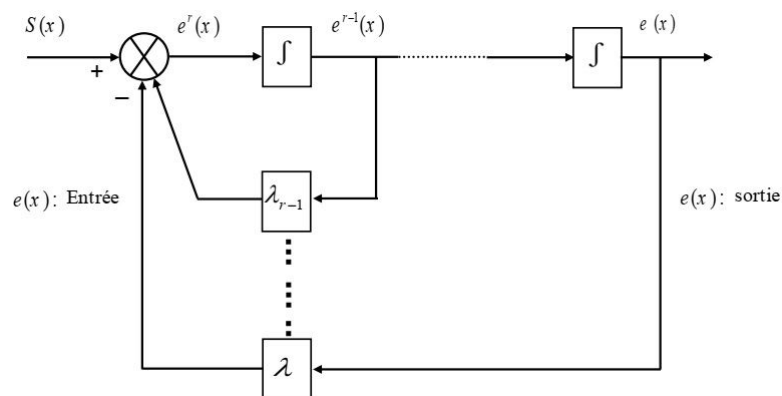 S(x)
e^r(x)
e^{r-1}(x)
e (x)
+
∫
∫
−
e(x): Entrée
λ_{r-1}
e(x): sortie
λ